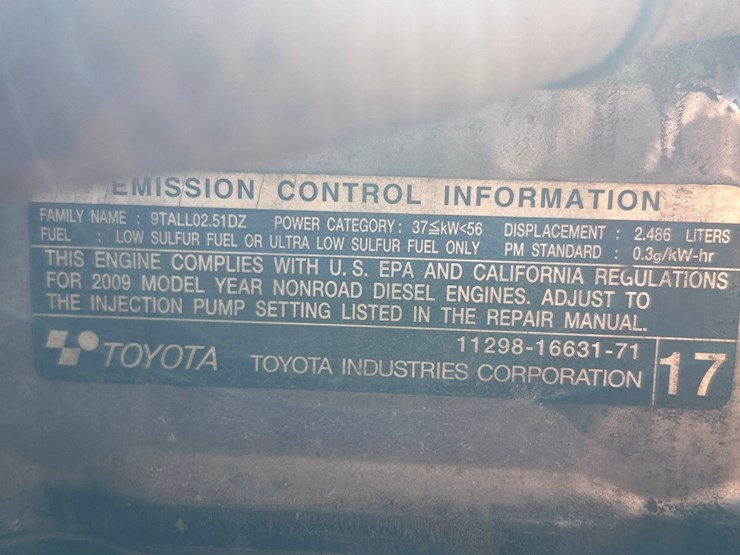 EMISSION CONTROL INFORMATION
FAMILY NAME : 9TALL02.51DZ POWER CATEGORY : 37≦kW<56 DISPLACEMENT : 2.486 LITERS
FUEL : LOW SULFUR FUEL OR ULTRA LOW SULFUR FUEL ONLY PM STANDARD : 0.3g/kW-hr
THIS ENGINE COMPLIES WITH U.S. EPA AND CALIFORNIA REGULATIONS
FOR 2009 MODEL YEAR NONROAD DIESEL ENGINES. ADJUST TO
THE INJECTION PUMP SETTING LISTED IN THE REPAIR MANUAL.
11298-16631-71
TOYOTA TOYOTA INDUSTRIES CORPORATION 17